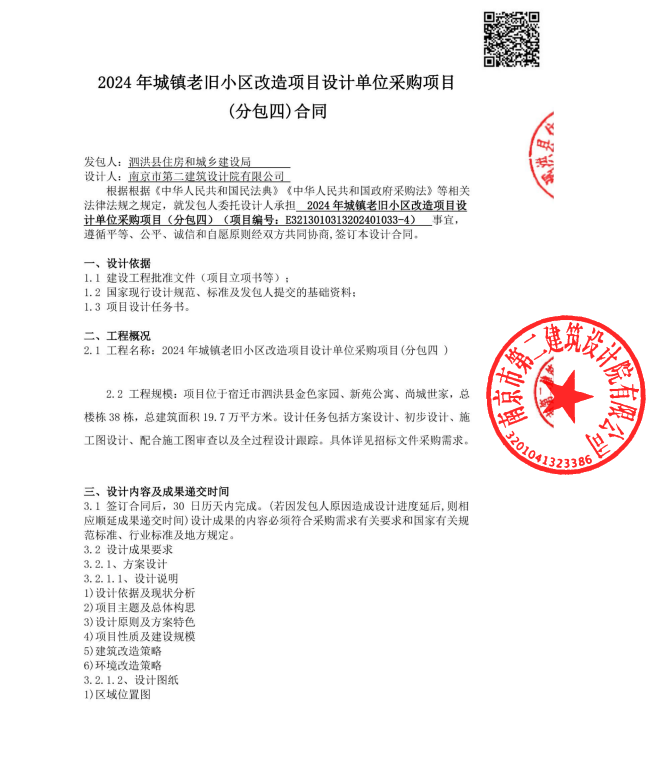 2024 年城镇老旧小区改造项目设计单位采购项目
(分包四)合同
发包人：泗洪县住房和城乡建设局
设计人：南京市第二建筑设计院有限公司
根据根据《中华人民共和国民法典》《中华人民共和国政府采购法》等相关
法律法规之规定，就发包人委托设计人承担 2024 年城镇老旧小区改造项目设
计单位采购项目（分包四）（项目编号：E3213010313202401033-4） 事宜，
遵循平等、公平、诚信和自愿原则经双方共同协商,签订本设计合同。
一、设计依据
1.1 建设工程批准文件（项目立项书等）；
1.2 国家现行设计规范、标准及发包人提交的基础资料；
1.3 项目设计任务书。
二、工程概况
2.1 工程名称：2024 年城镇老旧小区改造项目设计单位采购项目(分包四 )
2.2 工程规模：项目位于宿迁市泗洪县金色家园、新苑公寓、尚城世家，总
楼栋 38 栋，总建筑面积 19.7 万平方米。设计任务包括方案设计、初步设计、施
工图设计、配合施工图审查以及全过程设计跟踪。具体详见招标文件采购需求。
南京市第二建筑设计院有限公司
3201041323386
三、设计内容及成果递交时间
3.1 签订合同后，30 日历天内完成。(若因发包人原因造成设计进度延后,则相
应顺延成果递交时间)设计成果的内容必须符合采购需求有关要求和国家有关规
范标准、行业标准及地方规定。
3.2 设计成果要求
3.2.1、方案设计
3.2.1.1、设计说明
1)设计依据及现状分析
2)项目主题及总体构思
3)设计原则及方案特色
4)项目性质及建设规模
5)建筑改造策略
6)环境改造策略
3.2.1.2、设计图纸
1)区域位置图